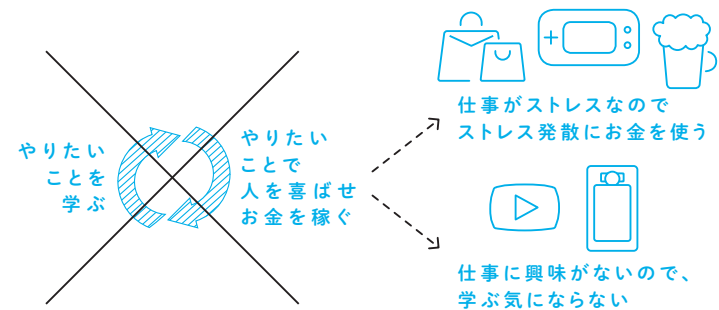 やりたい
ことを
学ぶ
やりたい
ことで
人を喜ばせ
お金を稼ぐ
仕事がストレスなので
ストレス発散にお金を使う
仕事に興味がないので、
学ぶ気にならない